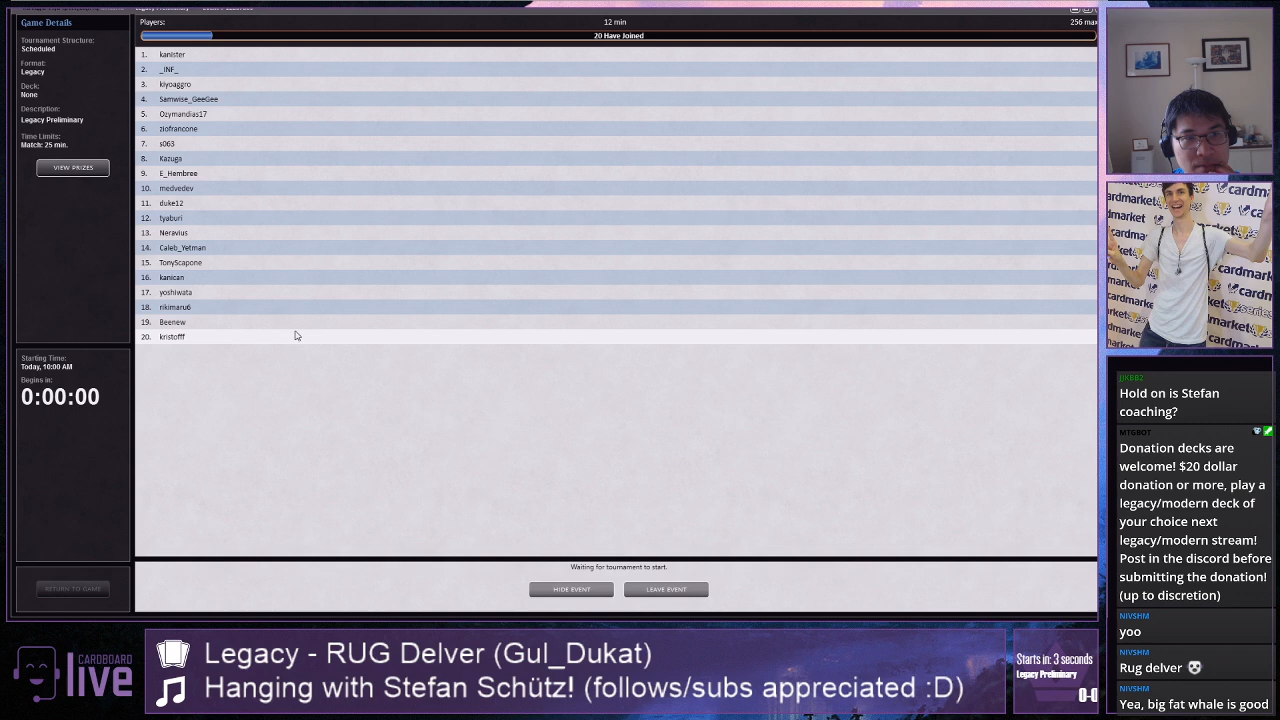 Legacy Preliminary
Game Details
Tournament Structure:
Scheduled
Format:
Legacy
Deck:
None
Description:
Legacy Preliminary
Time Limits:
Match: 25 min.
VIEW PRIZES
Players:
12 min
256 max
20 Have Joined
1. kanister
2. _INF_
3. kiyoaggro
4. Samwise_GeeGee
5. Ozymandias17
6. ziofrancone
7. s063
8. Kazuga
9. E_Hembree
10. medvedev
11. duke12
12. tyaburi
13. Neravius
14. Caleb_Yetman
15. TonyScapone
16. kanican
17. yoshiwata
18. rikimaru6
19. Beenew
20. kristofff
Starting Time:
Today, 10:00 AM
Begins in:
0:00:00
RETURN TO GAME
Waiting for tournament to start.
HIDE EVENT
LEAVE EVENT
cardmarket
series
JJKBB2
Hold on is Stefan
coaching?
MTGBOT
Donation decks are
welcome! $20 dollar
donation or more, play a
legacy/modern deck of
your choice next
legacy/modern stream!
Post in the discord before
submitting the donation!
(up to discretion)
NIVSHM
yoo
NIVSHM
Rug delver
NIVSHM
Yea, big fat whale is good
CARDBOARD
live
Legacy - RUG Delver (Gul_Dukat)
Hanging with Stefan Schütz! (follows/subs appreciated :D)
Starts in: 3 seconds
Legacy Preliminary
0-0